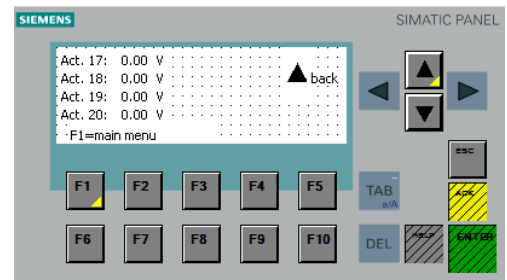 SIEMENS
SIMATIC PANEL
Act. 17: 0.00 V
Act. 18: 0.00 V
back
Act. 19: 0.00 V
Act. 20: 0.00 V
F1=main menu
ESC
F1 F2 F3 F4 F5
TAB
a/A
ACK
F6 F7 F8 F9 F10
DEL
HELP
ENTER